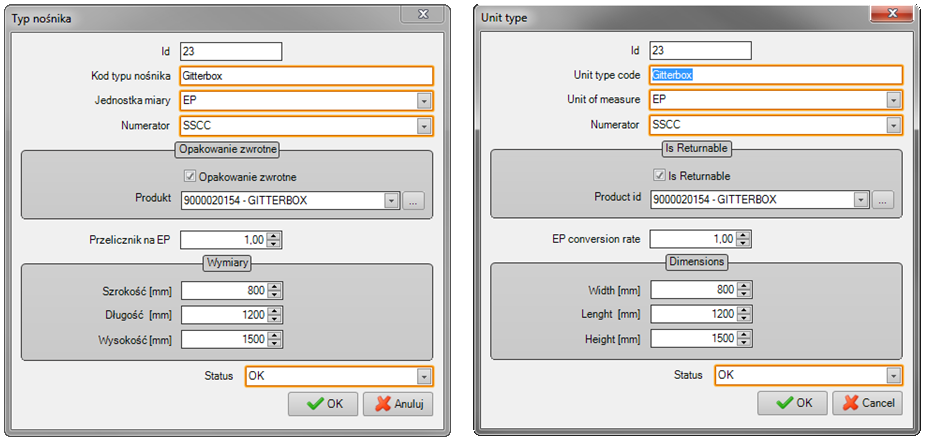 Typ nośnika
Id 23
Kod typu nośnika Gitterbox
Jednostka miary EP
Numerator SSCC
Opakowanie zwrotne
Opakowanie zwrotne
Produkt 9000020154 - GITTERBOX ...
Przelicznik na EP 1,00
Wymiary
Szrokość [mm] 800
Długość [mm] 1200
Wysokość [mm] 1500
Status OK
OK Anuluj
Unit type
Id 23
Unit type code Gitterbox
Unit of measure EP
Numerator SSCC
Is Returnable
Is Returnable
Product id 9000020154 - GITTERBOX ...
EP conversion rate 1,00
Dimensions
Width [mm] 800
Lenght [mm] 1200
Height [mm] 1500
Status OK
OK Cancel